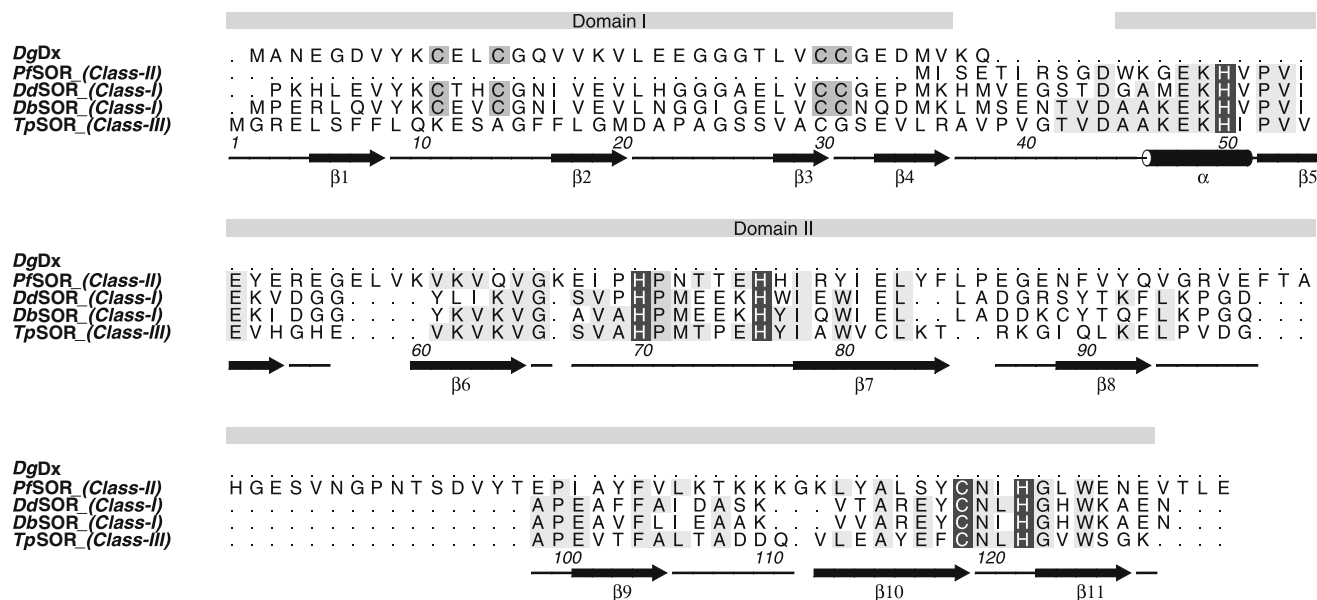 Domain I
DgDx . M A N E G D V Y K C E L C G Q V V K V L E E G G G T L V C C G E D M V K Q . . . . . . . . . . . . . . . .
PfSOR_(Class-II) . . . . . . . . . . . . . . . . . . . . . . . . . . . . . . . . . . M I S E T I R S G D W K G E K H V P V I
DdSOR_(Class-I) . . P K H L E V Y K C T H C G N I V E V L H G G G A E L V C C G E P M K H M V E G S T D G A M E K H V P V I
DbSOR_(Class-I) . M P E R L Q V Y K C E V C G N I V E V L N G G I G E L V C C N Q D M K L M S E N T V D A A K E K H V P V I
TpSOR_(Class-III) M G R E L S F F L Q K E S A G F F L G M D A P A G S S V A C G S E V L R A V P V G T V D A A K E K H I P V V
1 10 20 30 40 50
β1 β2 β3 β4 α β5
Domain II
DgDx . . . . . . . . . . . . . . . . . . . . . . . . . . . . . . . . . . . . . . . . . . . . . . . . . . . . . .
PfSOR_(Class-II) E Y E R E G E L V K V K V Q V G K E I P H P N T T E H H I R Y I E L Y F L P E G E N F V Y Q V G R V E F T A
DdSOR_(Class-I) E K V D G G . . . . Y L I K V G . S V P H P M E E K H W I E W I E L . . L A D G R S Y T K F L K P G D . . .
DbSOR_(Class-I) E K I D G G . . . . V K V K V G . A V A H P M E E K H Y I Q W I E L . . L A D D K C Y T Q F L K P G Q . . .
TpSOR_(Class-III) E V H G H E . . . . V K V K V G . S V A H P M T P E H Y I A W V C L K T . . R K G I Q L K E L P V D G . . .
60 70 80 90
β6 β7 β8
DgDx . . . . . . . . . . . . . . . . . . . . . . . . . . . . . . . . . . . . . . . . . . . . . . . . . .
PfSOR_(Class-II) H G E S V N G P N T S D V Y T E P I A Y F V L K T K K K G K L Y A L S Y C N I H G L W E N E V T L E
DdSOR_(Class-I) . . . . . . . . . . . . . . . A P E A F F A I D A S K . . . V T A R E Y C N L H G H W K A E N . . .
DbSOR_(Class-I) . . . . . . . . . . . . . . . A P E A V F L I E A A K . . . V V A R E Y C N I H G H W K A E N . . .
TpSOR_(Class-III) . . . . . . . . . . . . . . . A P E V T F A L T A D D Q . V L E A Y E F C N L H G V W S G K . . . .
100 110 120
β9 β10 β11